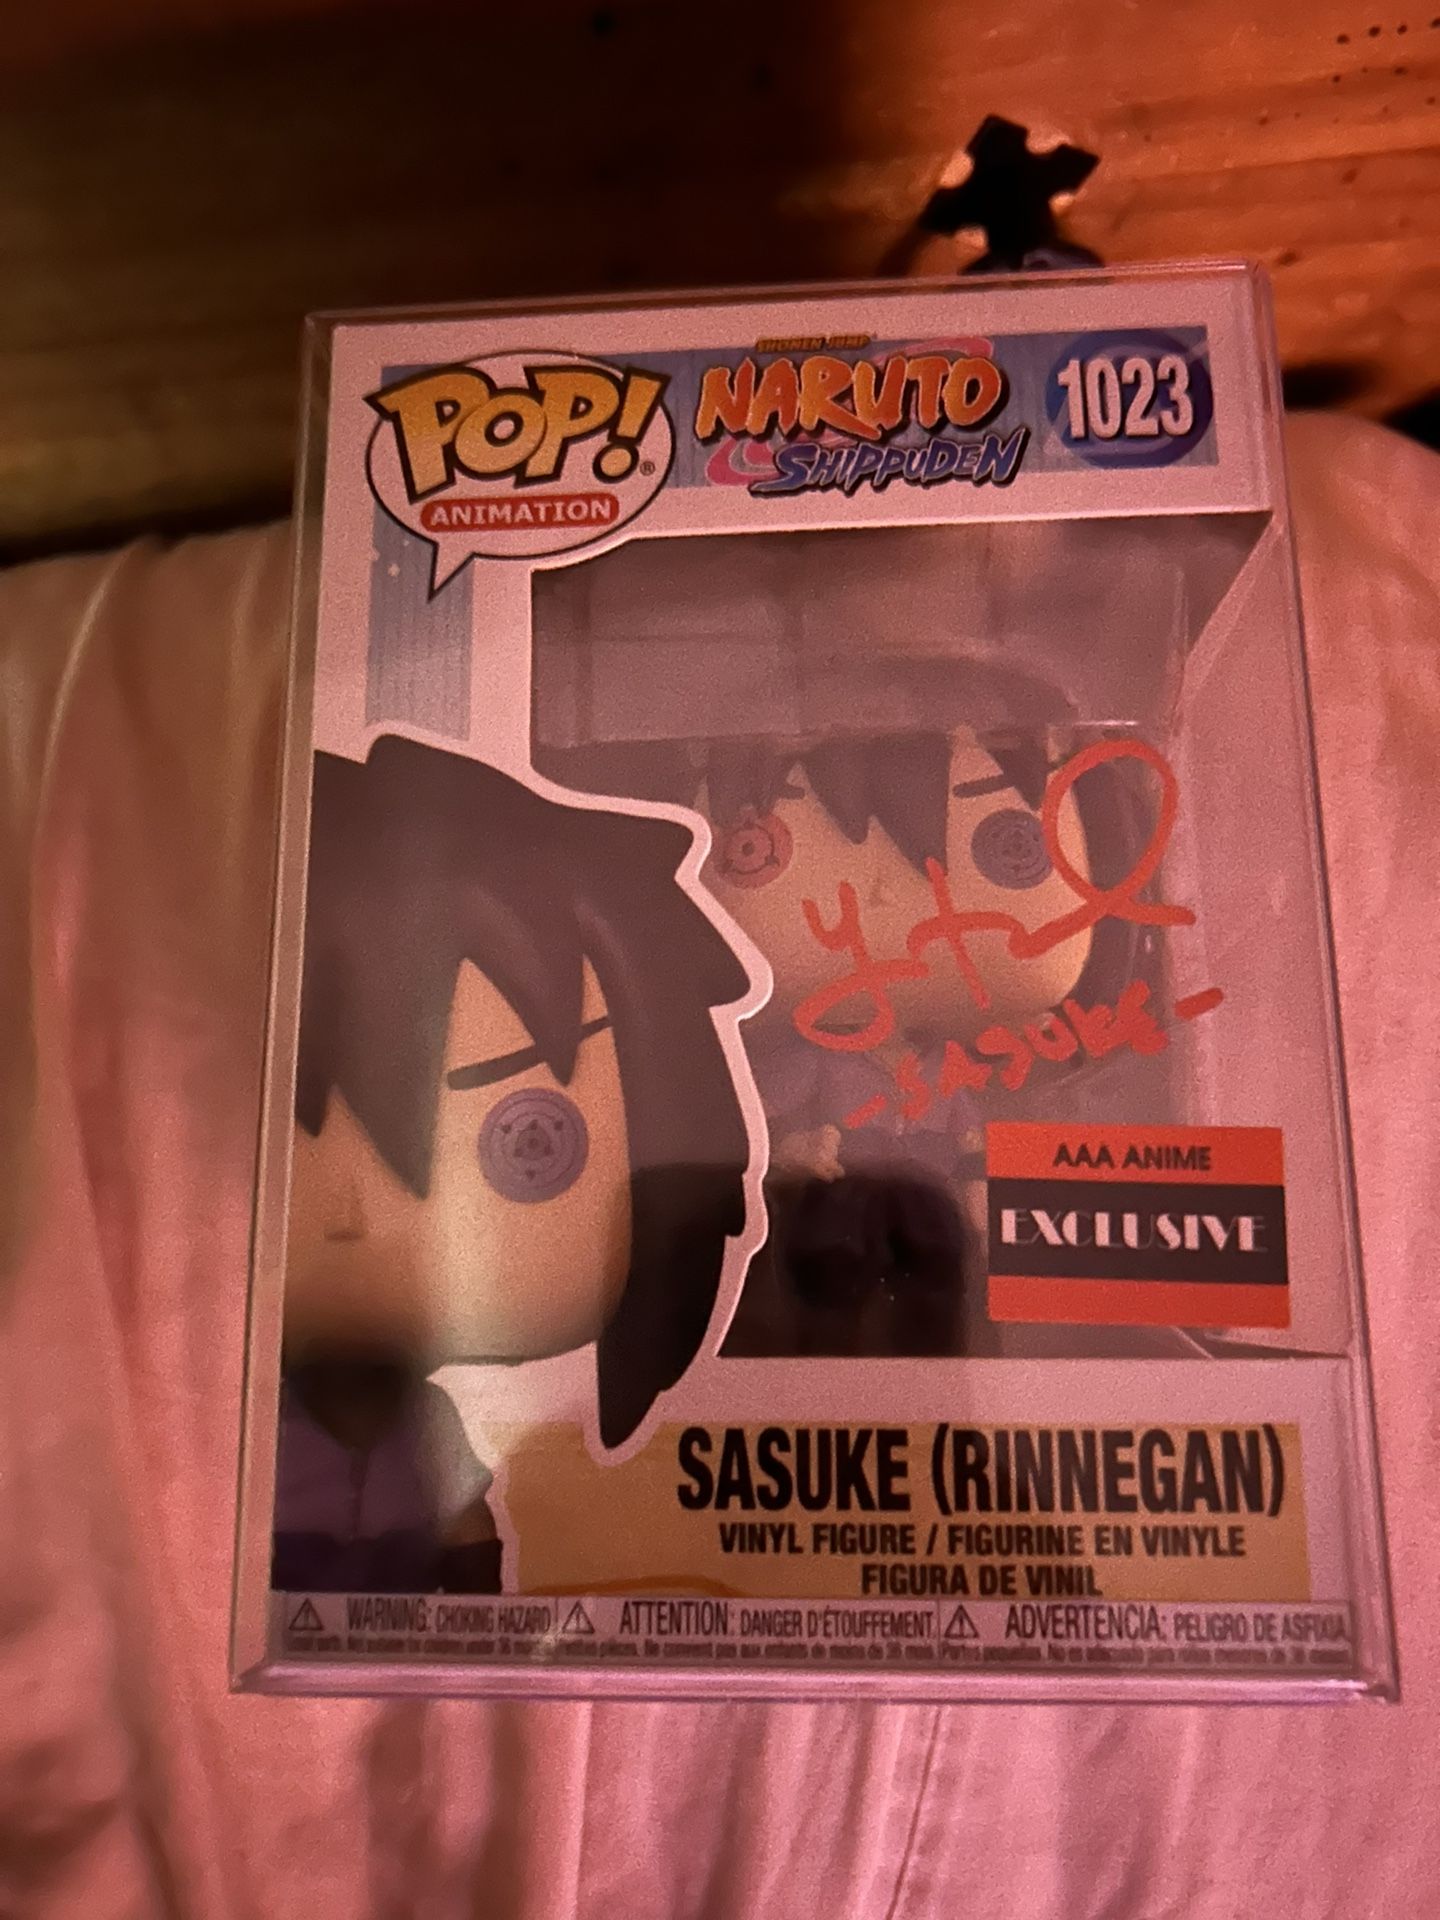 SHONEN JUMP
POP!®
ANIMATION
NARUTO
SHIPPUDEN
1023
-SASUKE-
AAA ANIME
EXCLUSIVE
SASUKE (RINNEGAN)
VINYL FIGURE / FIGURINE EN VINYLE
FIGURA DE VINIL
⚠ WARNING: CHOKING HAZARD ⚠ ATTENTION: DANGER D'ÉTOUFFEMENT ⚠ ADVERTENCIA: PELIGRO DE ASFIXIA